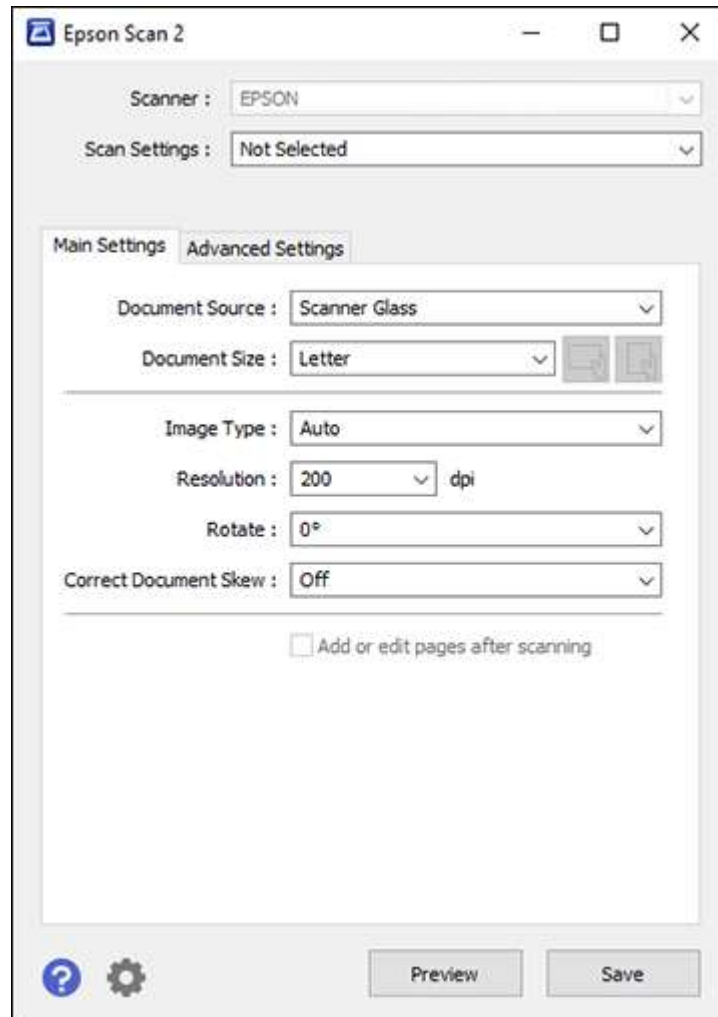 Epson Scan 2
Scanner : EPSON
Scan Settings : Not Selected
Main Settings Advanced Settings
Document Source : Scanner Glass
Document Size : Letter
Image Type : Auto
Resolution : 200 dpi
Rotate : 0°
Correct Document Skew : Off
Add or edit pages after scanning
? Preview Save